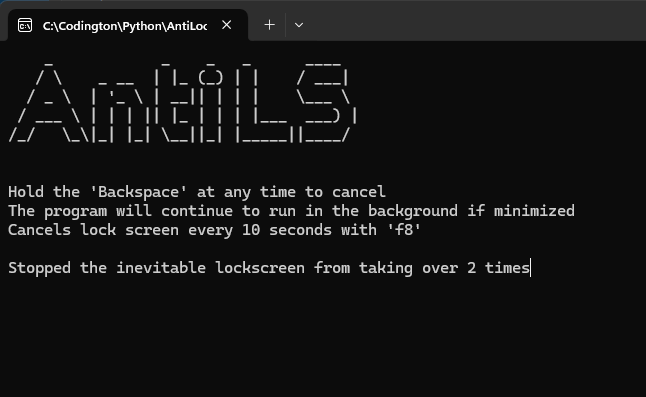 C:\Codington\Python\AntiLoc
AntiLS
Hold the 'Backspace' at any time to cancel
The program will continue to run in the background if minimized
Cancels lock screen every 10 seconds with 'f8'
Stopped the inevitable lockscreen from taking over 2 times